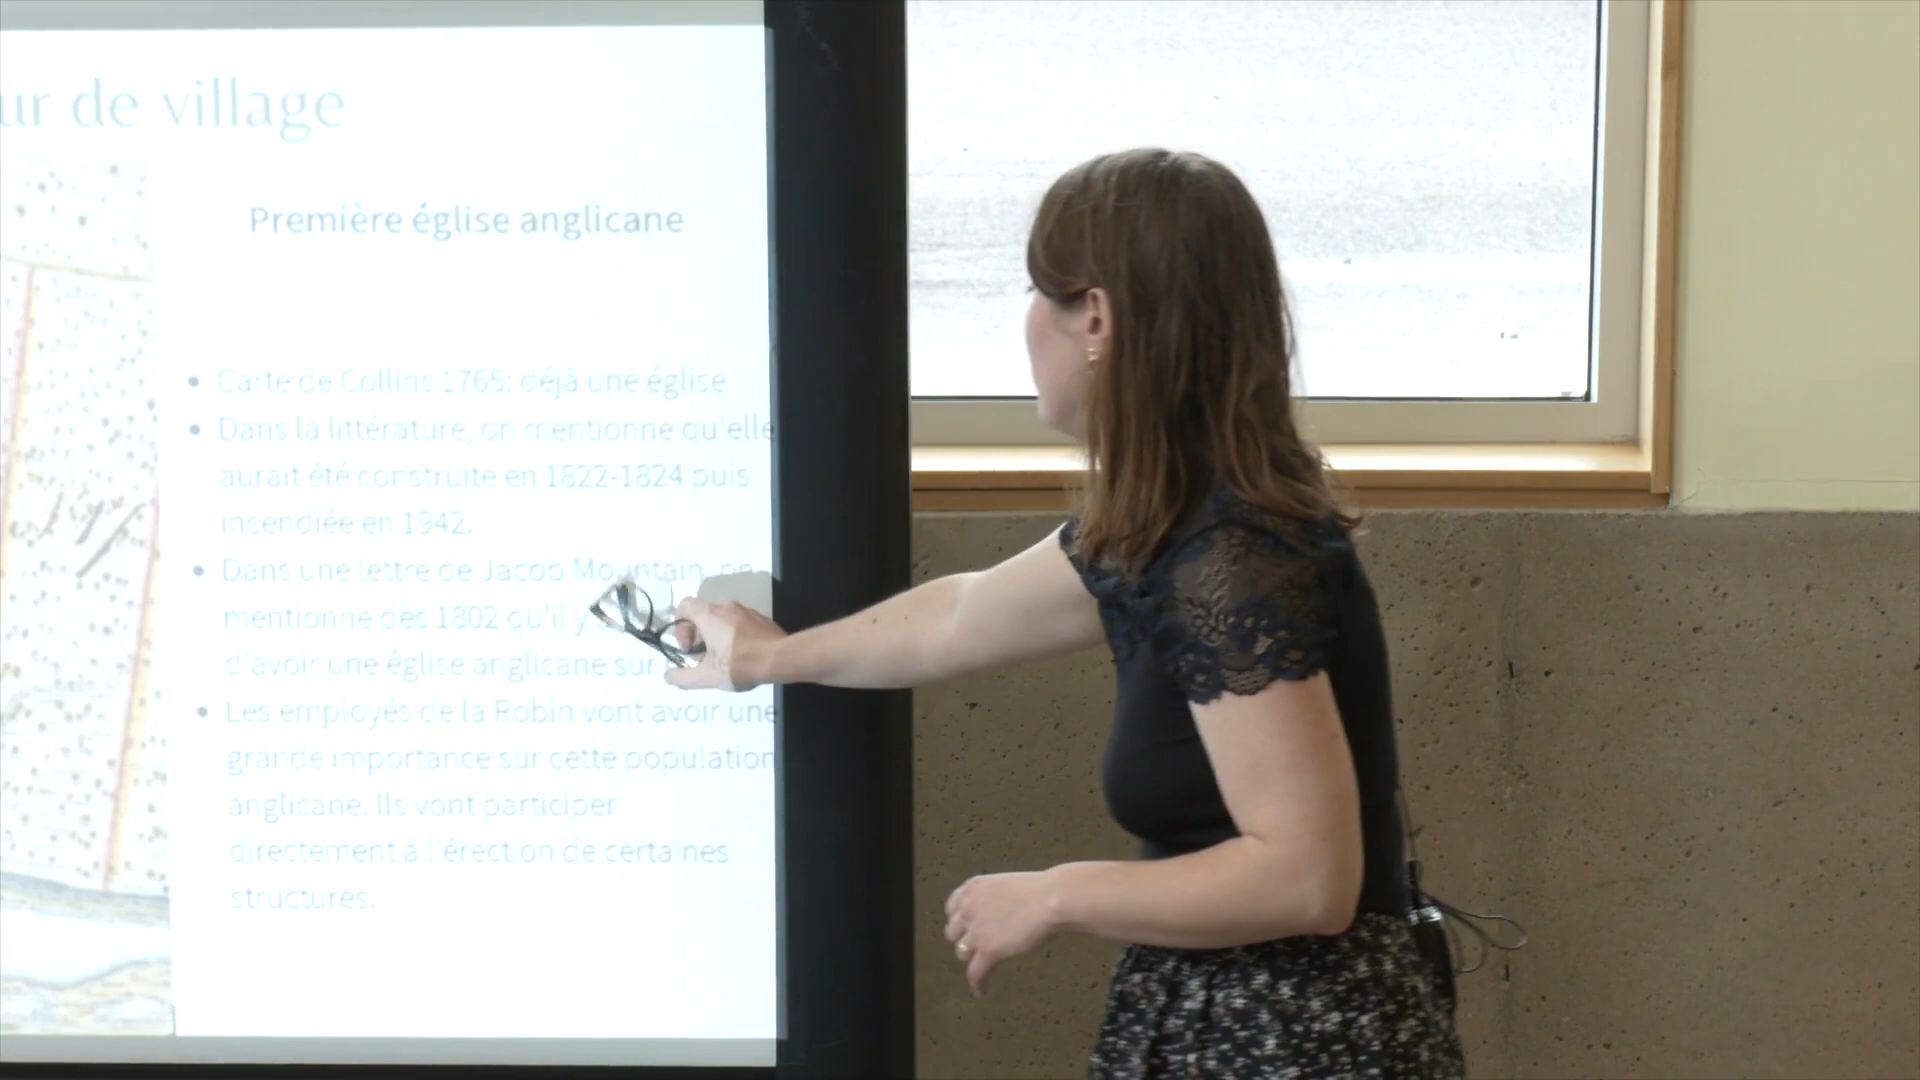 ur de village
Première église anglicane
• Carte de Collins 1765: déjà une église
• Dans la littérature, on mentionne qu'elle
aurait été construite en 1822-1824 puis
incendiée en 1942.
• Dans une lettre de Jacob Mountain, on
mentionne dès 1802 qu'il y
d'avoir une église anglicane sur
• Les employés de la Robin vont avoir une
grande importance sur cette population
anglicane. Ils vont participer
directement à l'érection de certaines
structures.